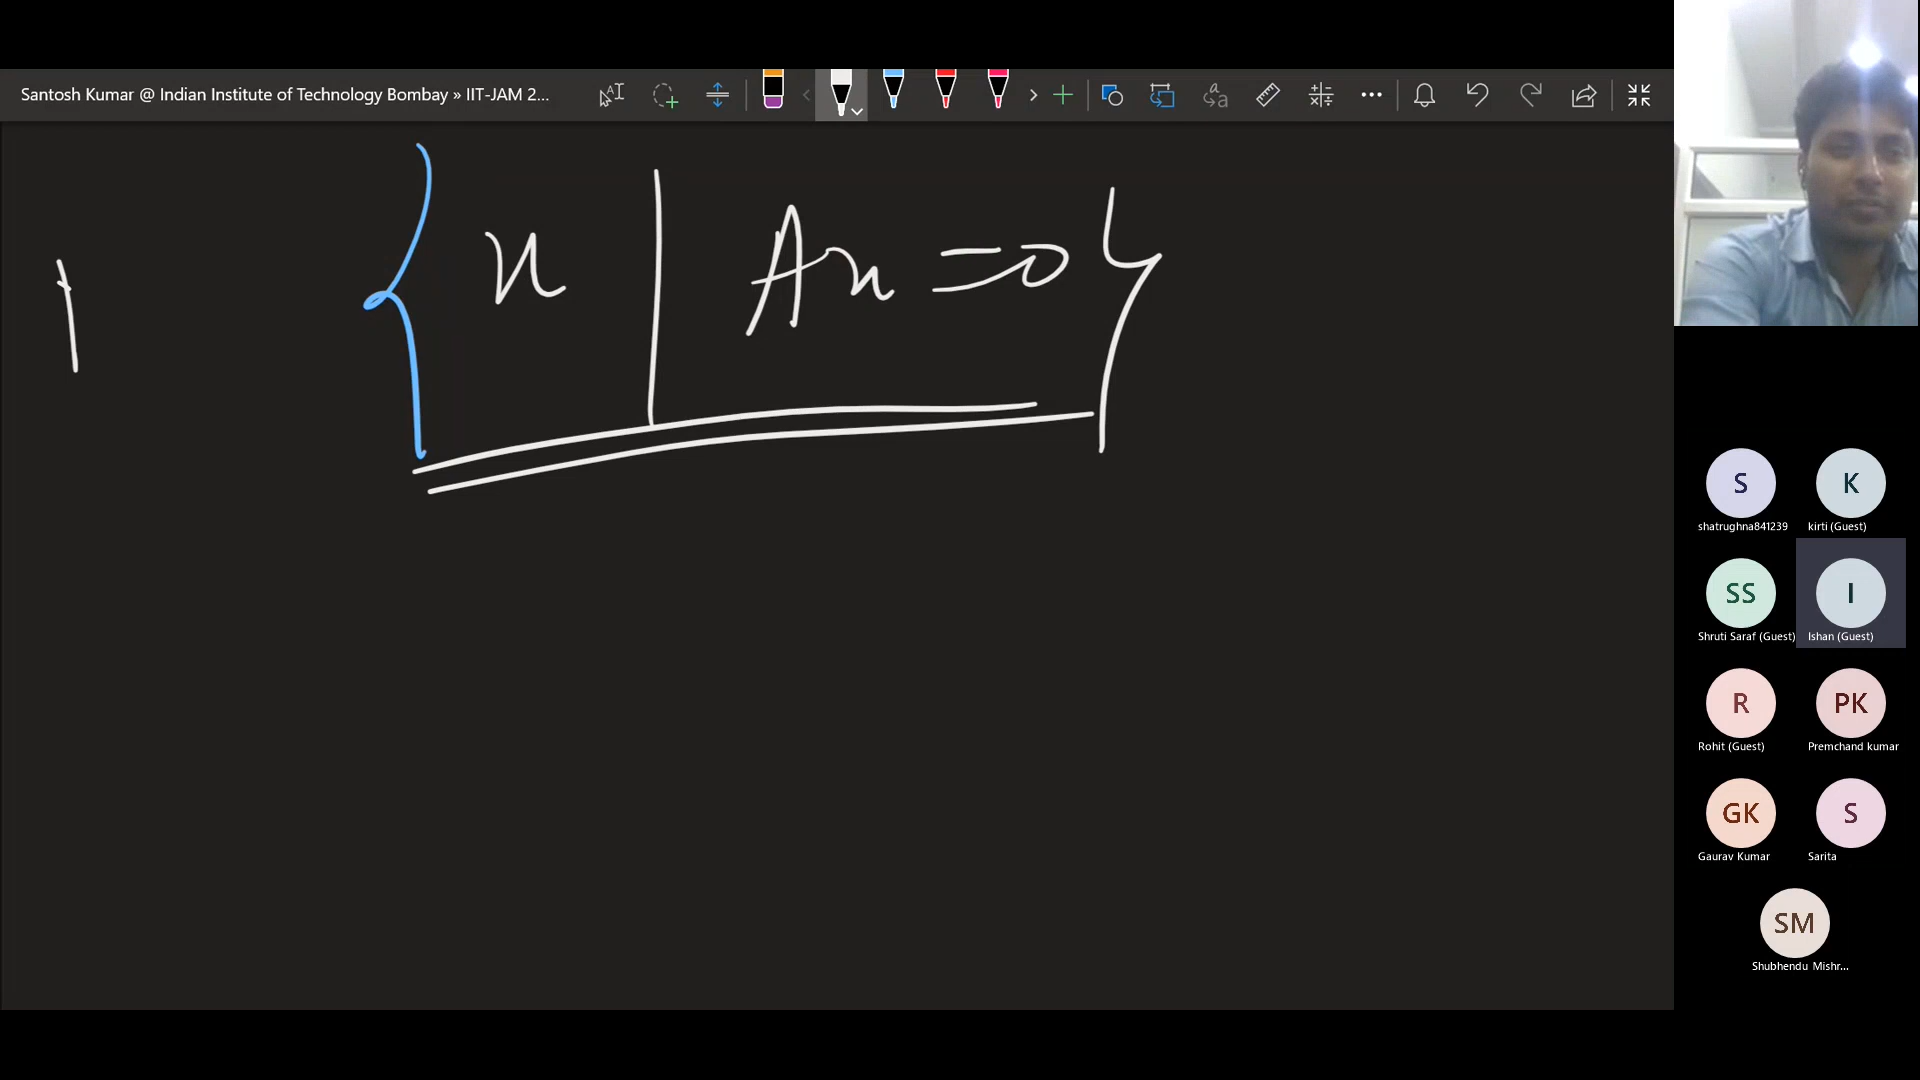 Santosh Kumar @ Indian Institute of Technology Bombay » IIT-JAM 2...
{ x | Ax = 0 }
S
K
shatrughna841239
kirti (Guest)
SS
I
Shruti Saraf (Guest)
Ishan (Guest)
R
PK
Rohit (Guest)
Premchand kumar
GK
S
Gaurav Kumar
Sarita
SM
Shubhendu Mishr...